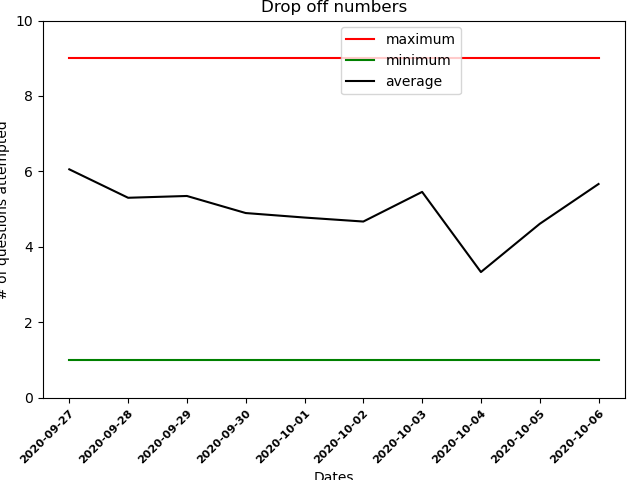 Drop off numbers
maximum
minimum
average
# of questions attempted
10
8
6
4
2
0
2020-09-27
2020-09-28
2020-09-29
2020-09-30
2020-10-01
2020-10-02
2020-10-03
2020-10-04
2020-10-05
2020-10-06
Dates